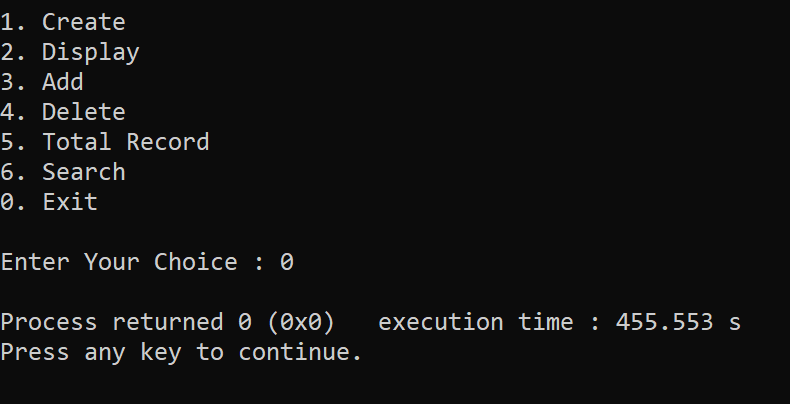 1. Create
2. Display
3. Add
4. Delete
5. Total Record
6. Search
0. Exit
Enter Your Choice : 0
Process returned 0 (0x0)   execution time : 455.553 s
Press any key to continue.